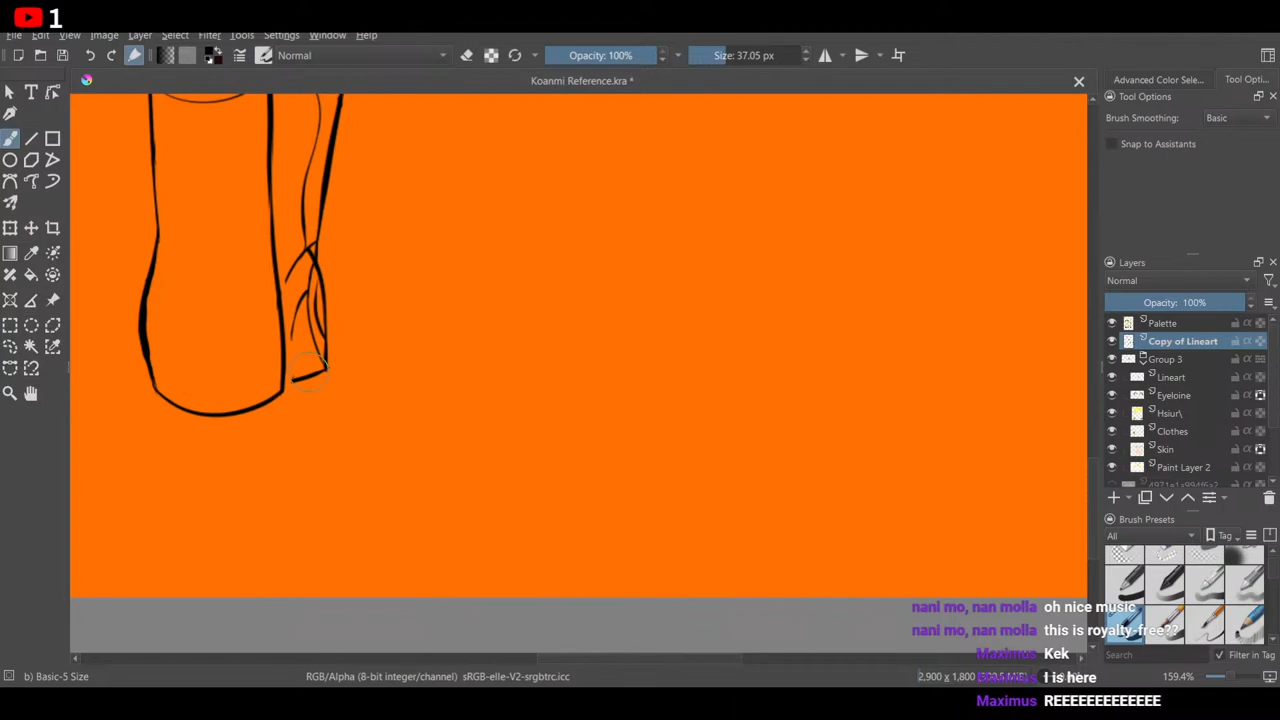 1
File Edit View Image Layer Select Filter Tools Settings Window Help
Normal Opacity: 100% Size: 37.05 px
Koanmi Reference.kra *
Advanced Color Sele... Tool Opti...
Tool Options
Brush Smoothing: Basic
Snap to Assistants
Layers
Normal
Opacity: 100%
Palette
Copy of Lineart
Group 3
Lineart
Eyeloine
Hsiur\
Clothes
Skin
Paint Layer 2
Brush Presets
All Tag
Search Filter in Tag
nani mo, nan molla oh nice music
nani mo, nan molla this is royalty-free??
Maximus Kek
Maximus I is here
Maximus REEEEEEEEEEEEE
b) Basic-5 Size RGB/Alpha (8-bit integer/channel) sRGB-elle-V2-srgbtrc.icc 2,900 x 1,800 159.4%